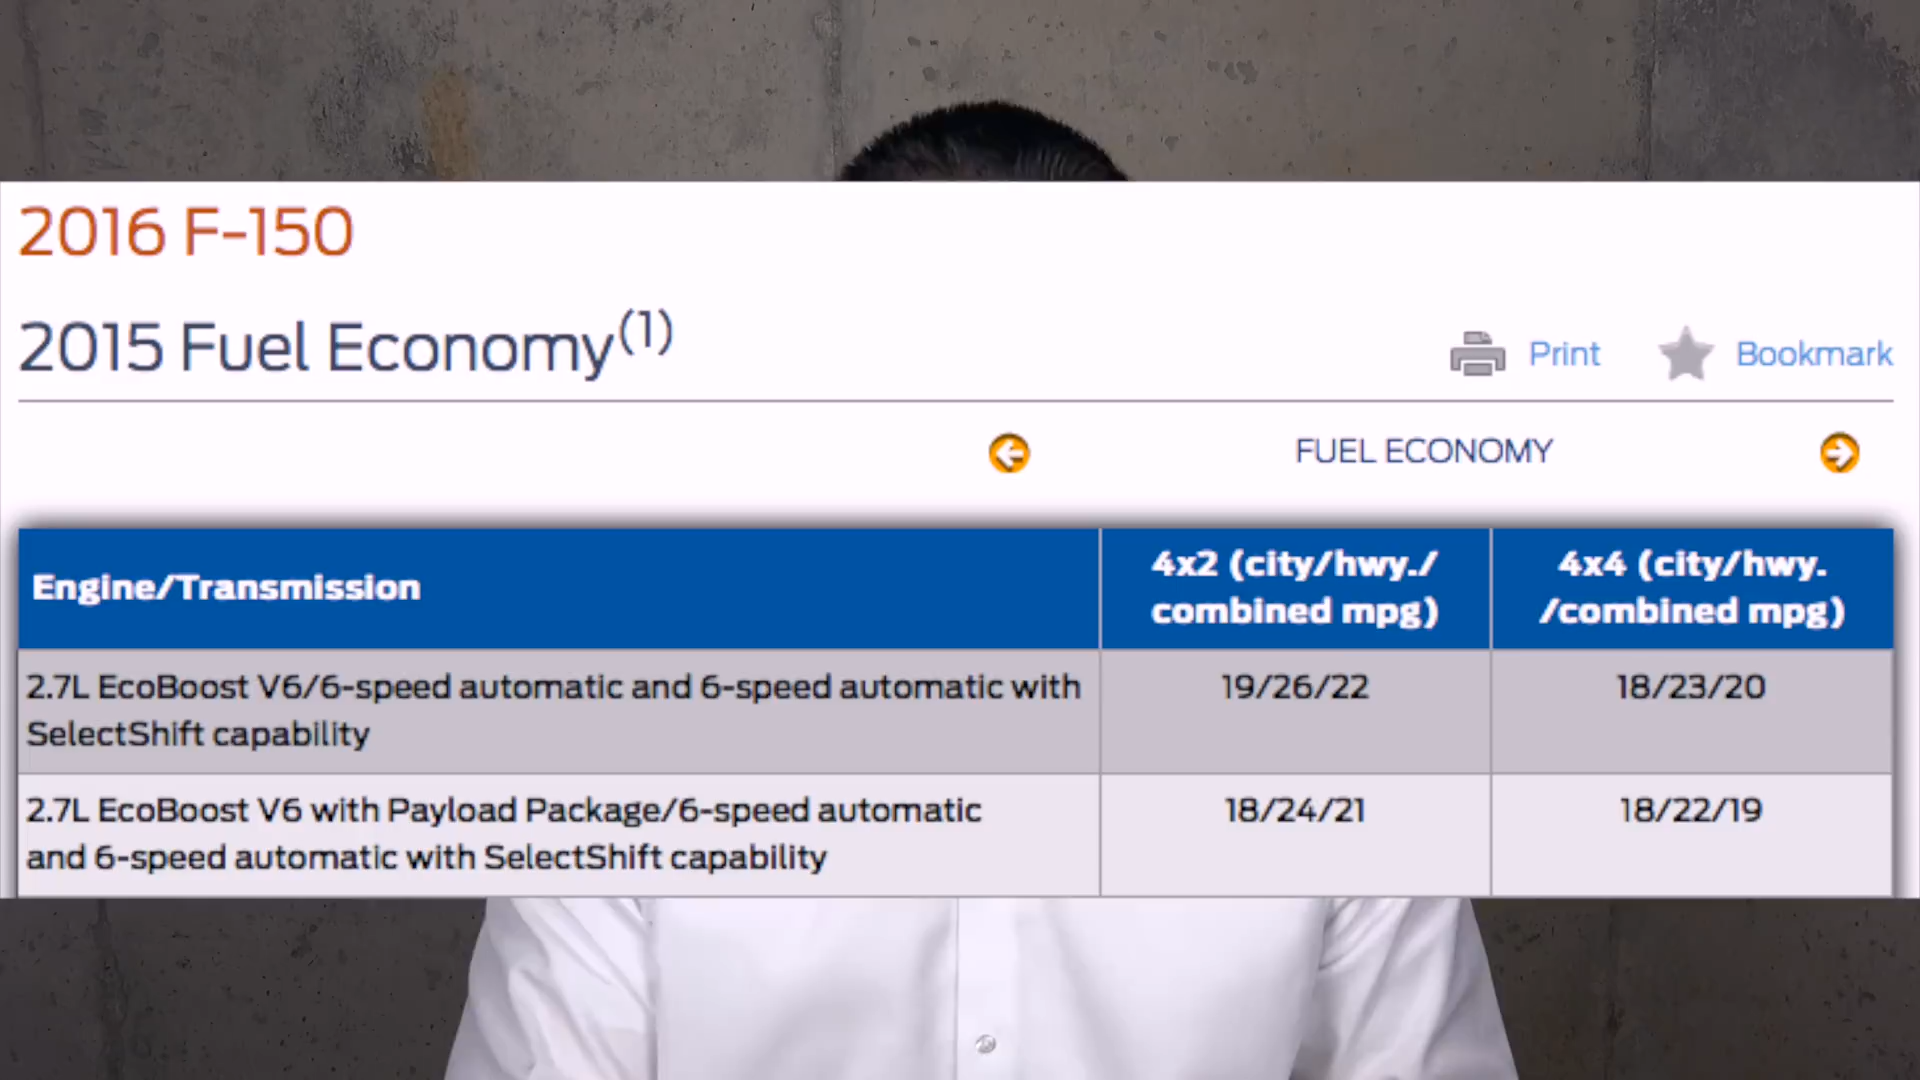 2016 F-150
2015 Fuel Economy(1)
Print
Bookmark
FUEL ECONOMY
Engine/Transmission
4x2 (city/hwy./
combined mpg)
4x4 (city/hwy.
/combined mpg)
2.7L EcoBoost V6/6-speed automatic and 6-speed automatic with
SelectShift capability
19/26/22
18/23/20
2.7L EcoBoost V6 with Payload Package/6-speed automatic
and 6-speed automatic with SelectShift capability
18/24/21
18/22/19